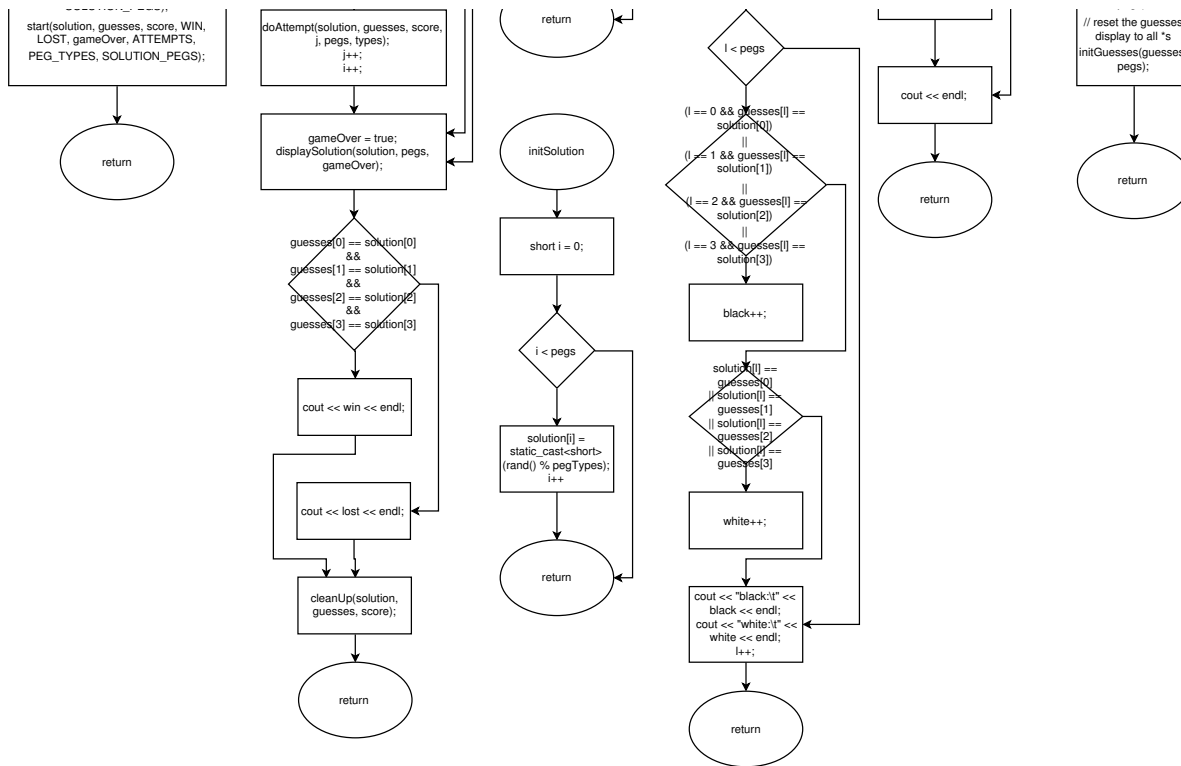 SOLUTION_PEGS);
start(solution, guesses, score, WIN,
LOST, gameOver, ATTEMPTS,
PEG_TYPES, SOLUTION_PEGS);
return
doAttempt(solution, guesses, score,
j, pegs, types);
j++;
i++;
gameOver = true;
displaySolution(solution, pegs,
gameOver);
guesses[0] == solution[0]
&&
guesses[1] == solution[1]
&&
guesses[2] == solution[2]
&&
guesses[3] == solution[3]
cout << win << endl;
cout << lost << endl;
cleanUp(solution,
guesses, score);
return
return
initSolution
short i = 0;
i < pegs
solution[i] =
static_cast<short>
(rand() % pegTypes);
i++
return
l < pegs
(l == 0 && guesses[l] ==
solution[0])
||
(l == 1 && guesses[l] ==
solution[1])
||
(l == 2 && guesses[l] ==
solution[2])
||
(l == 3 && guesses[l] ==
solution[3])
black++;
solution[l] ==
guesses[0]
|| solution[l] ==
guesses[1]
|| solution[l] ==
guesses[2]
|| solution[l] ==
guesses[3]
white++;
cout << "black:\t" <<
black << endl;
cout << "white:\t" <<
white << endl;
l++;
return
cout << endl;
return
// reset the guesses
display to all *s
initGuesses(guesses
pegs);
return